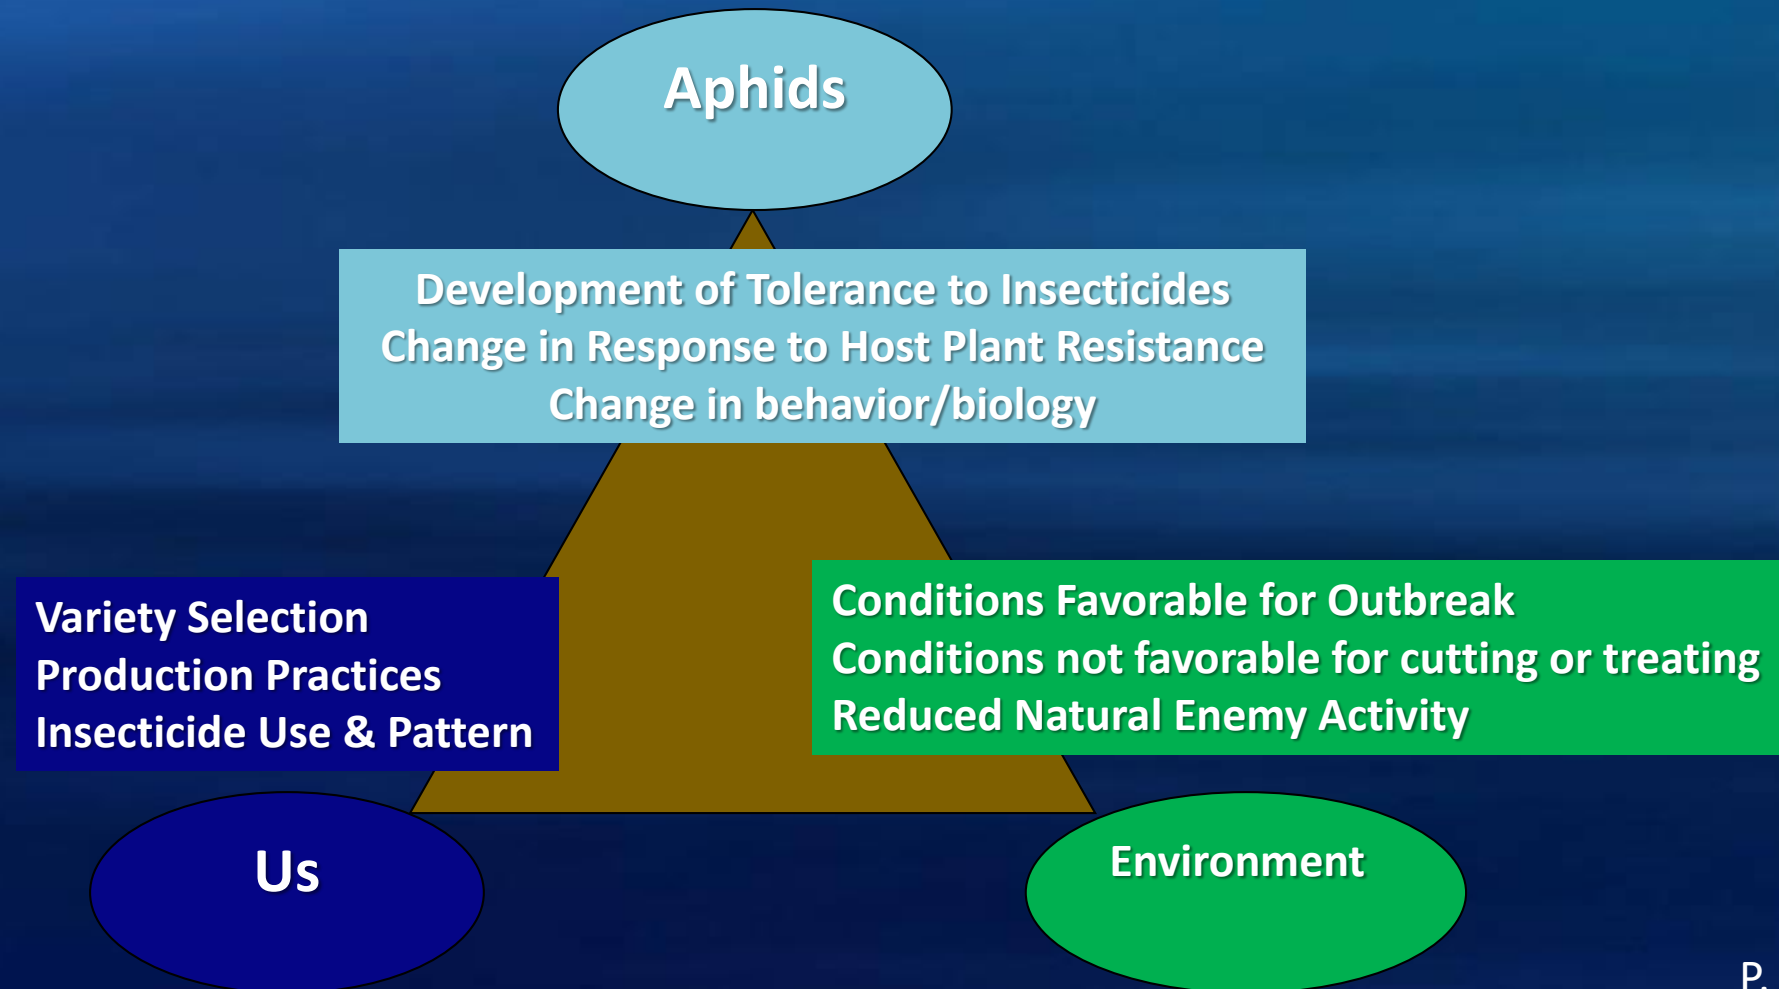 Aphids
Development of Tolerance to Insecticides
Change in Response to Host Plant Resistance
Change in behavior/biology
Variety Selection
Production Practices
Insecticide Use & Pattern
Conditions Favorable for Outbreak
Conditions not favorable for cutting or treating
Reduced Natural Enemy Activity
Us
Environment
P.